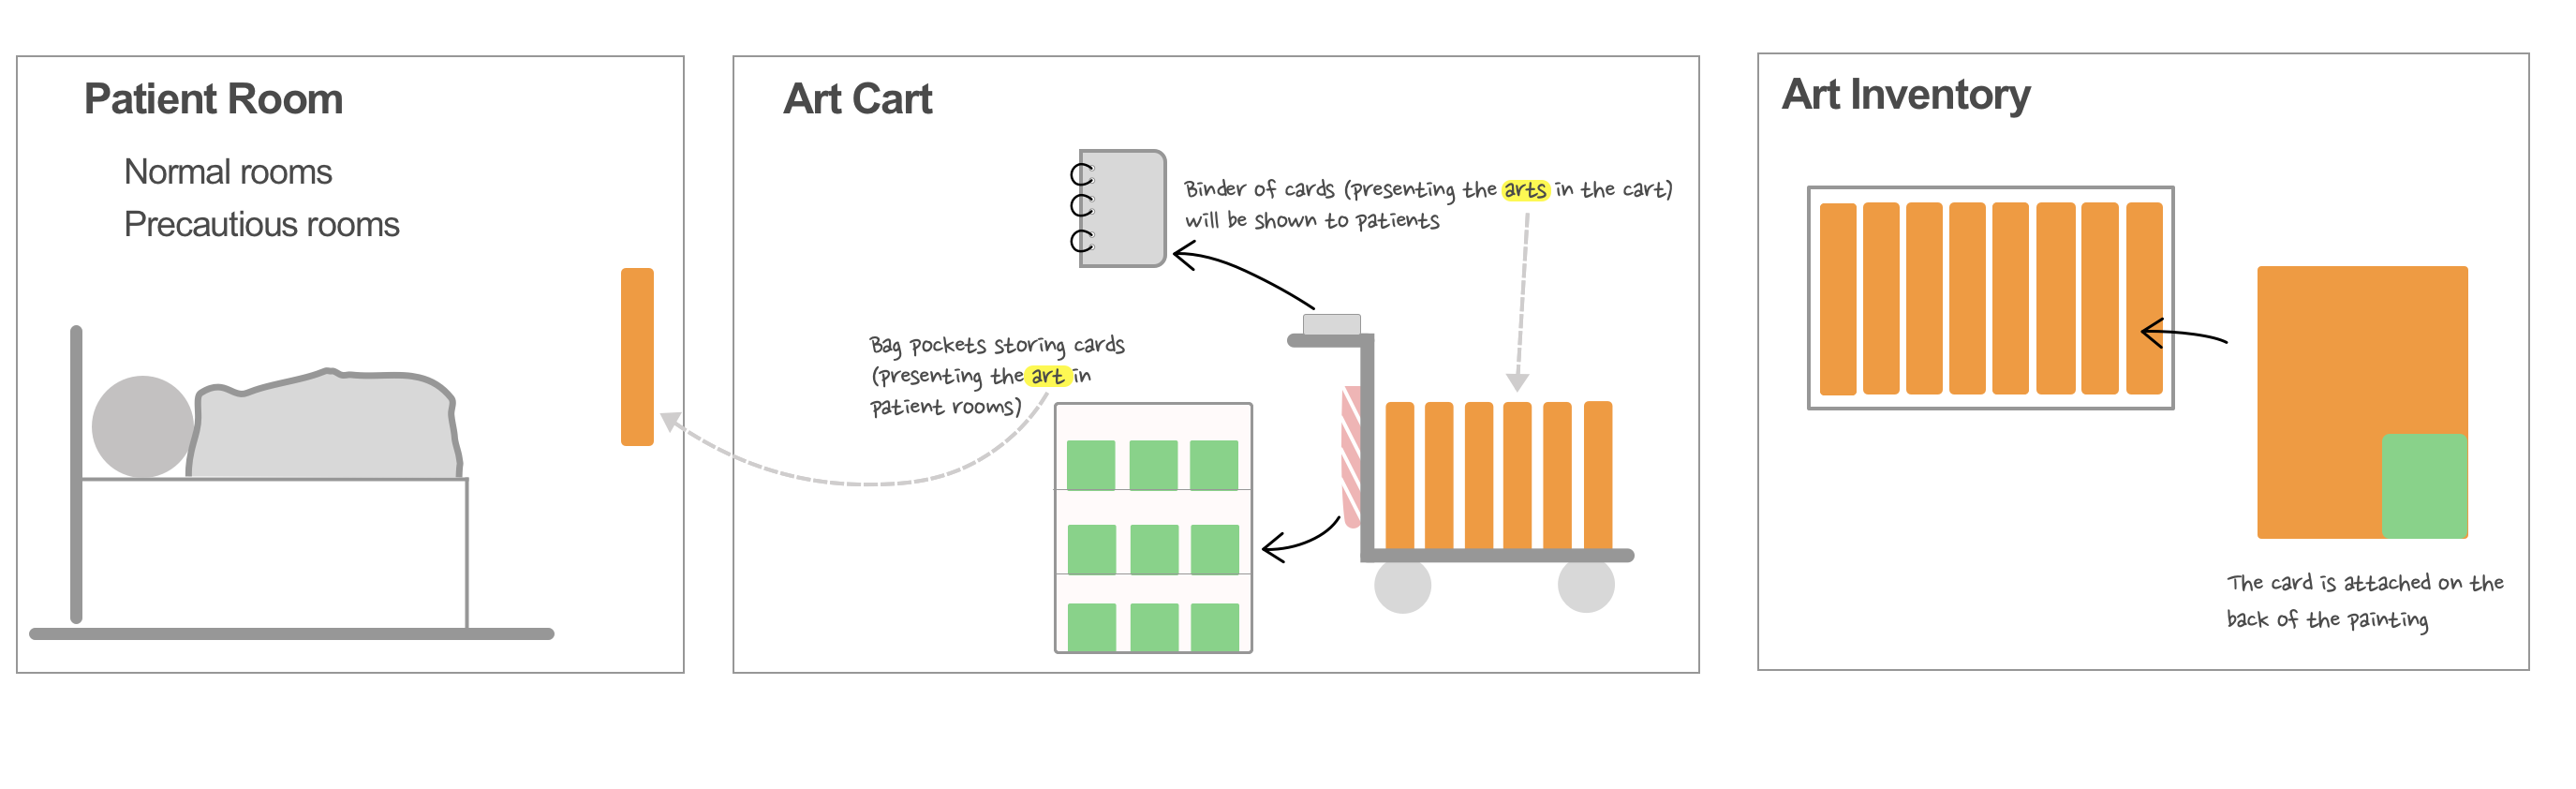 Patient Room
Normal rooms
Precautious rooms
Art Cart
Binder of cards (presenting the arts in the cart)
will be shown to patients
Bag pockets storing cards
(presenting the art in
patient rooms)
Art Inventory
The card is attached on the
back of the painting